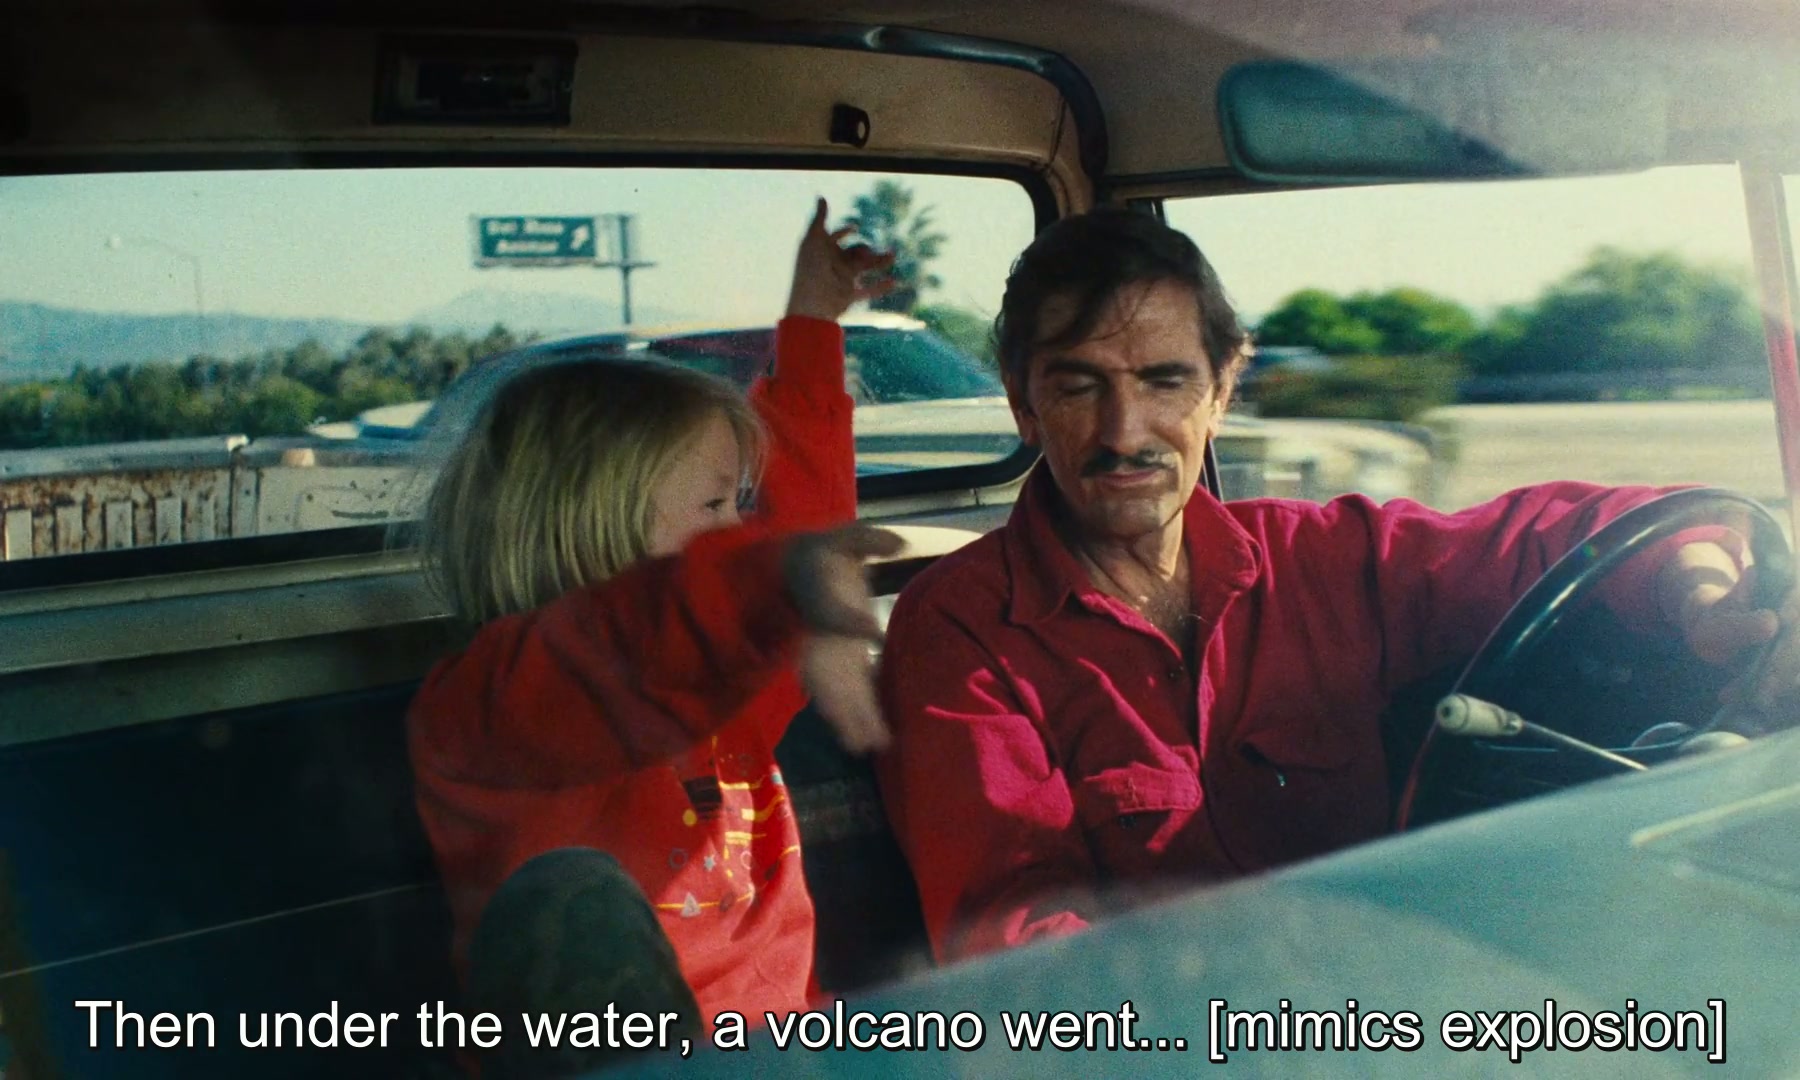 Then under the water, a volcano went... [mimics explosion]